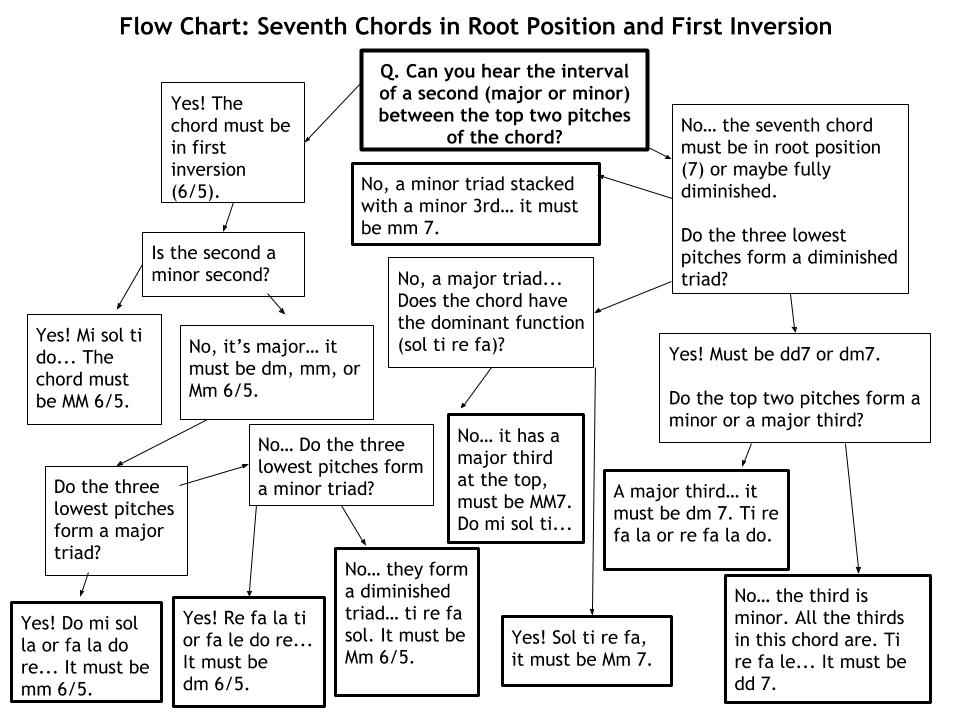 Flow Chart: Seventh Chords in Root Position and First Inversion
Q. Can you hear the interval
of a second (major or minor)
between the top two pitches
of the chord?
Yes! The
chord must be
in first
inversion
(6/5).
No… the seventh chord
must be in root position
(7) or maybe fully
diminished.
Do the three lowest
pitches form a diminished
triad?
No, a minor triad stacked
with a minor 3rd… it must
be mm 7.
Is the second a
minor second?
No, a major triad...
Does the chord have
the dominant function
(sol ti re fa)?
Yes! Mi sol ti
do... The
chord must
be MM 6/5.
No, it’s major… it
must be dm, mm, or
Mm 6/5.
Yes! Must be dd7 or dm7.
Do the top two pitches form a
minor or a major third?
No… Do the three
lowest pitches form
a minor triad?
No… it has a
major third
at the top,
must be MM7.
Do mi sol ti...
Do the three
lowest pitches
form a major
triad?
A major third… it
must be dm 7. Ti re
fa la or re fa la do.
No… they form
a diminished
triad… ti re fa
sol. It must be
Mm 6/5.
No… the third is
minor. All the thirds
in this chord are. Ti
re fa le... It must be
dd 7.
Yes! Do mi sol
la or fa la do
re... It must be
mm 6/5.
Yes! Re fa la ti
or fa le do re...
It must be
dm 6/5.
Yes! Sol ti re fa,
it must be Mm 7.